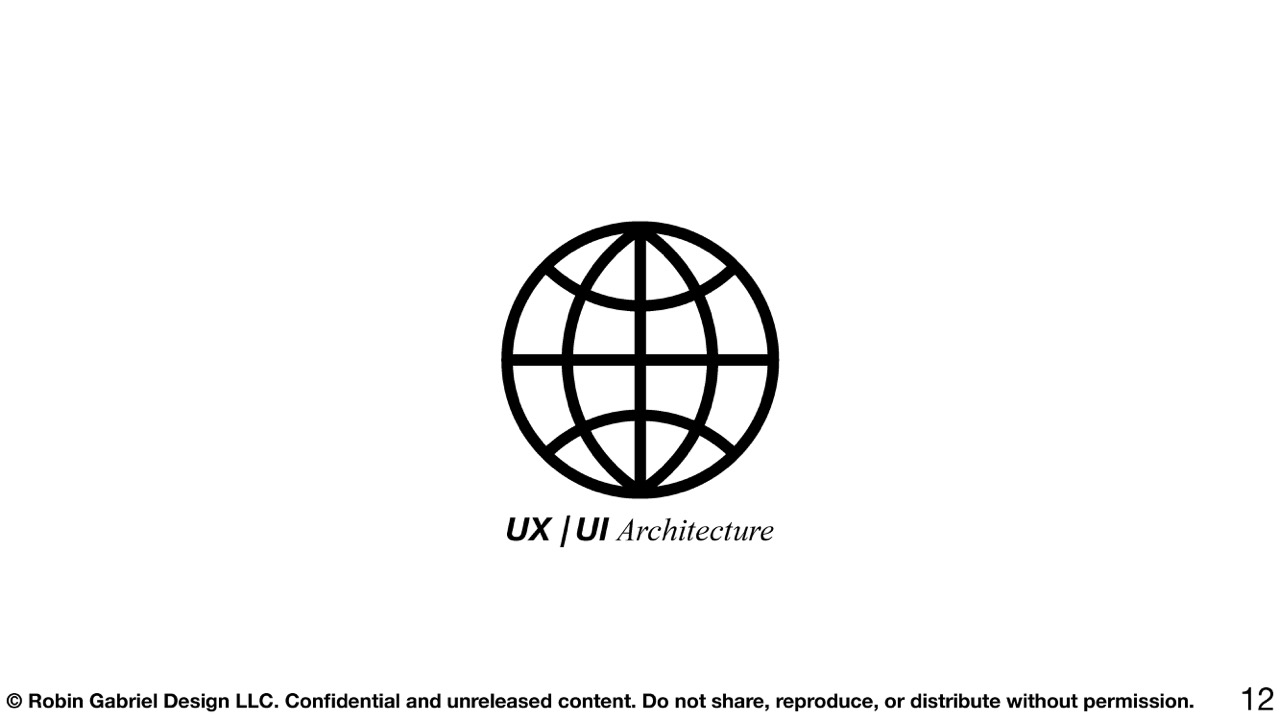 UX | UI Architecture
© Robin Gabriel Design LLC. Confidential and unreleased content. Do not share, reproduce, or distribute without permission.
12